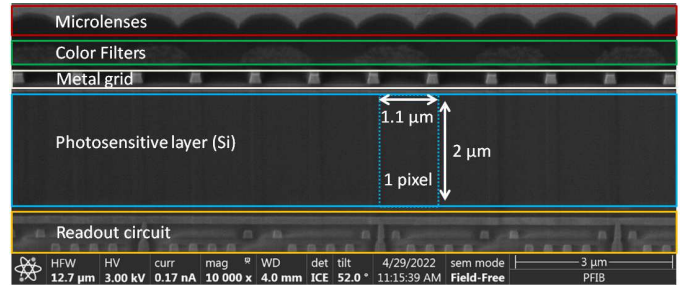 Microlenses
Color Filters
Metal grid
1.1 µm
Photosensitive layer (Si)
2 µm
1 pixel
Readout circuit
HFW HV curr mag WD det tilt 4/29/2022 sem mode 3 µm
12.7 µm 3.00 kV 0.17 nA 10 000 x 4.0 mm ICE 52.0 ° 11:15:39 AM Field-Free PFIB